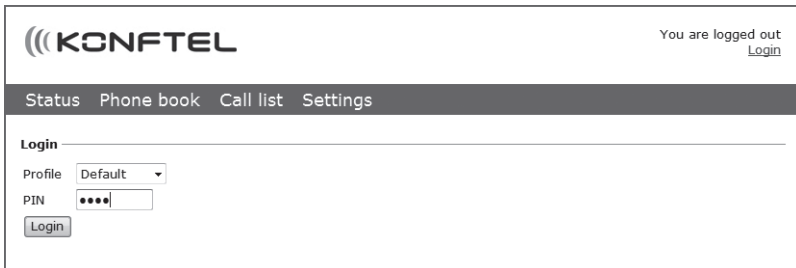 KONFTEL
You are logged out
Login
Status Phone book Call list Settings
Login
Profile Default
PIN ••••
Login